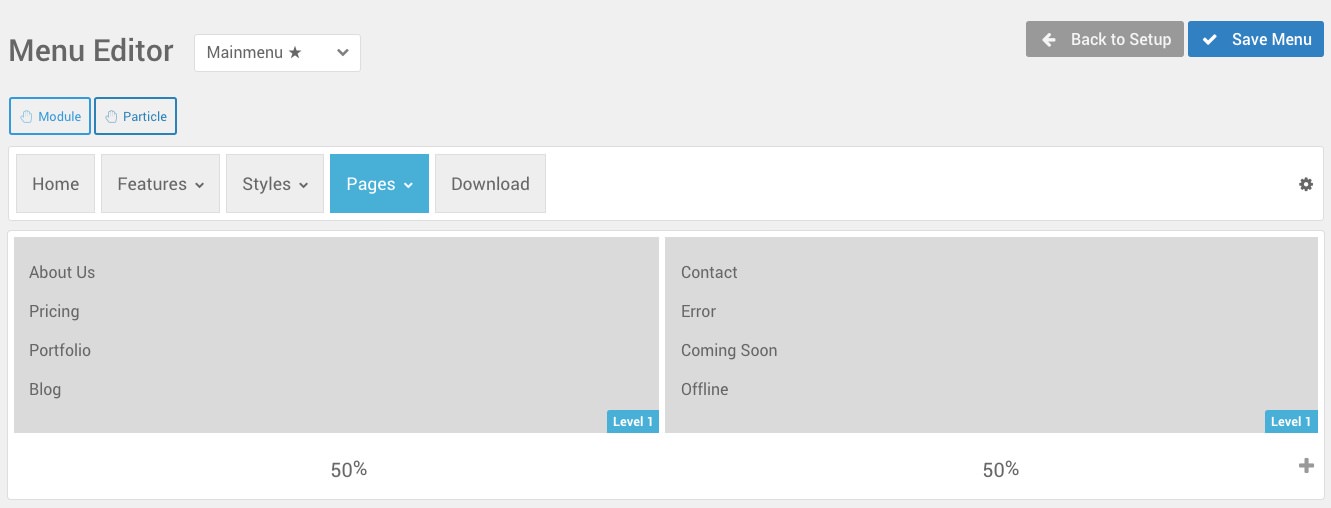 Menu Editor Mainmenu ★ Back to Setup Save Menu
Module Particle
Home Features Styles Pages Download
About Us Contact
Pricing Error
Portfolio Coming Soon
Blog Offline
Level 1 Level 1
50% 50%